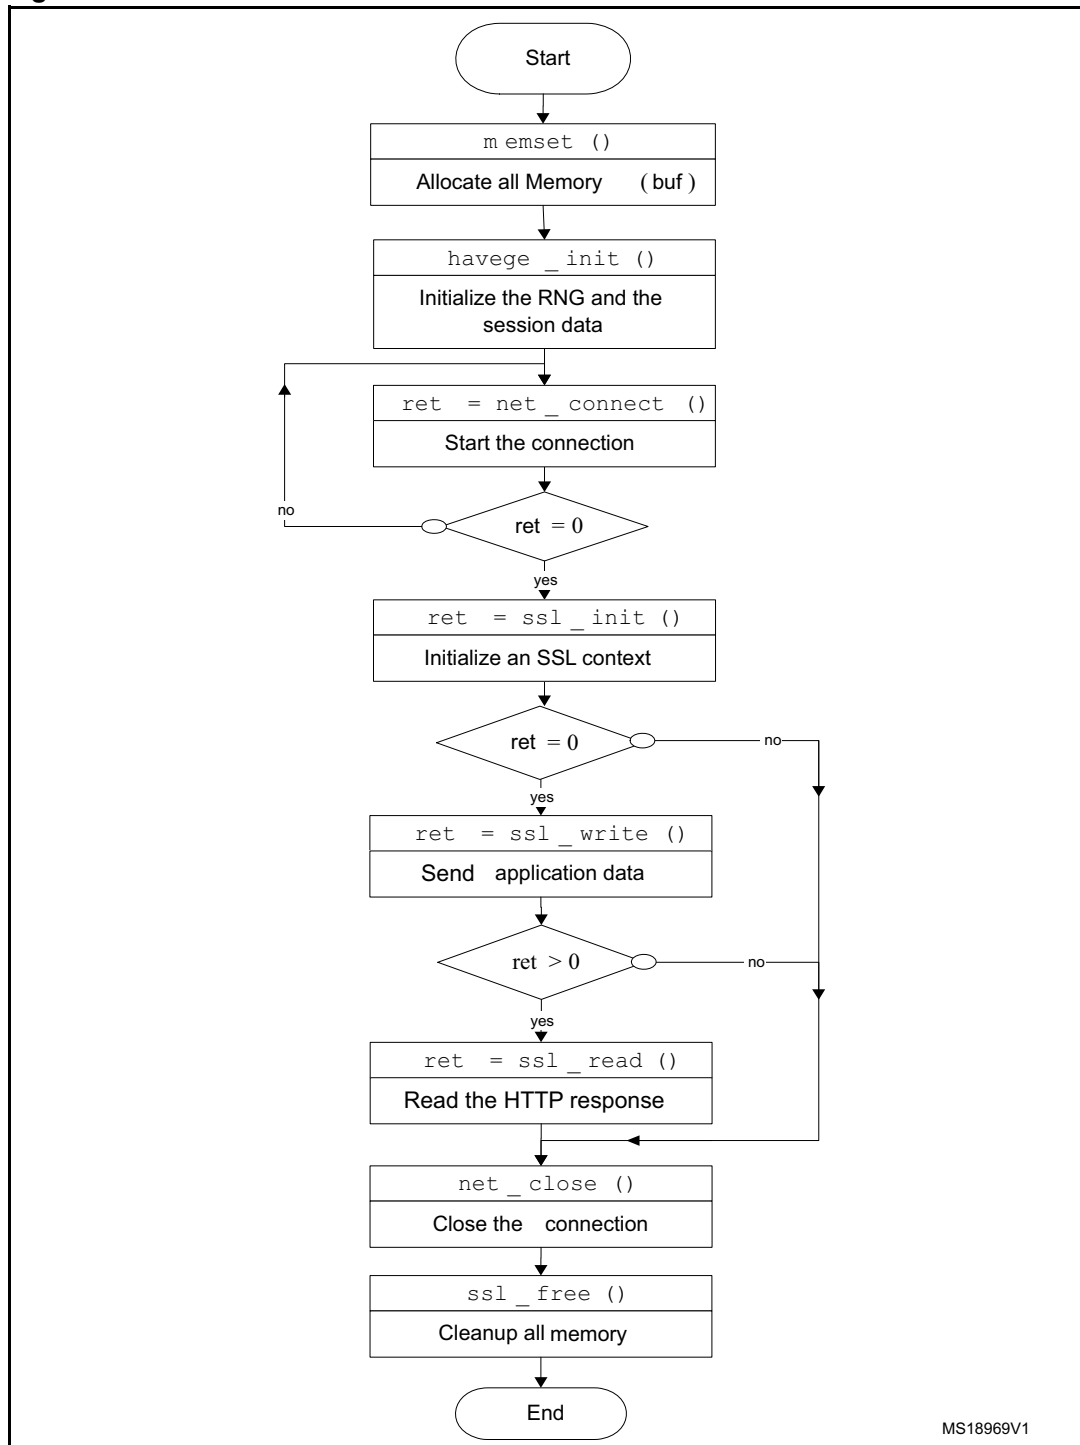 Start
m emset ()
Allocate all Memory ( buf )
havege _ init ()
Initialize the RNG and the
session data
ret = net _ connect ()
Start the connection
no
ret = 0
yes
ret = ssl _ init ()
Initialize an SSL context
ret = 0
no
yes
ret = ssl _ write ()
Send application data
ret > 0
no
yes
ret = ssl _ read ()
Read the HTTP response
net _ close ()
Close the connection
ssl _ free ()
Cleanup all memory
End
MS18969V1